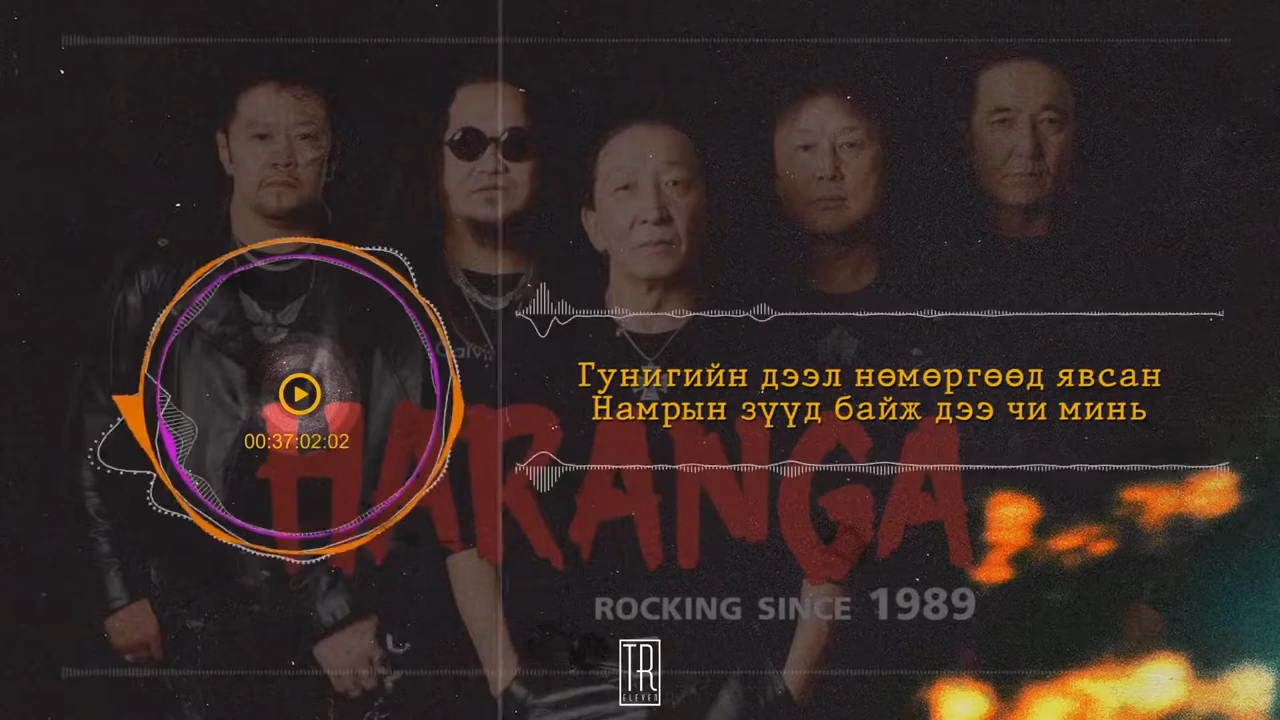 Гунигийн дээл нөмөргөөд явсан
Намрын зүүд байж дээ чи минь
00:37:02:02
HARANGA
ROCKING SINCE 1989
TR
ELEVEN